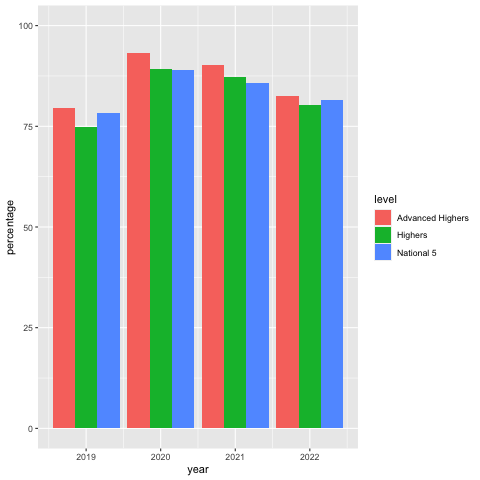 100
75
50
25
0
percentage
2019 2020 2021 2022
year
level
Advanced Highers
Highers
National 5